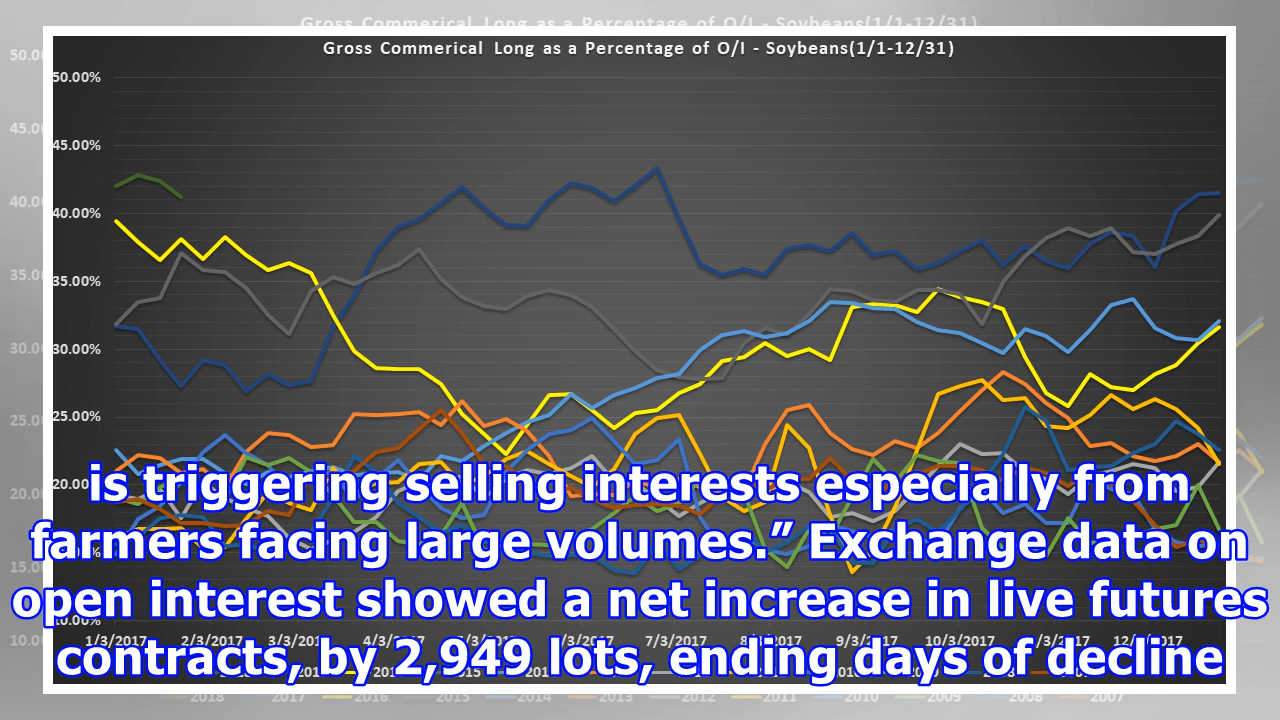 Gross Commerical Long as a Percentage of O/I - Soybeans(1/1-12/31)
50.00%
45.00%
40.00%
35.00%
30.00%
25.00%
20.00
is triggering selling interests especially from
farmers facing large volumes.” Exchange data on
open interest showed a net increase in live futures
10.00%
1/3/2017 2/3/2017 4/3/2017 7/3/2017 9/3/2017 10/3/2017
contracts, by 2,949 lots, ending days of decline
2018 2017 2016 2015 2014 2013 2012 2011 2010 2009 2008 2007